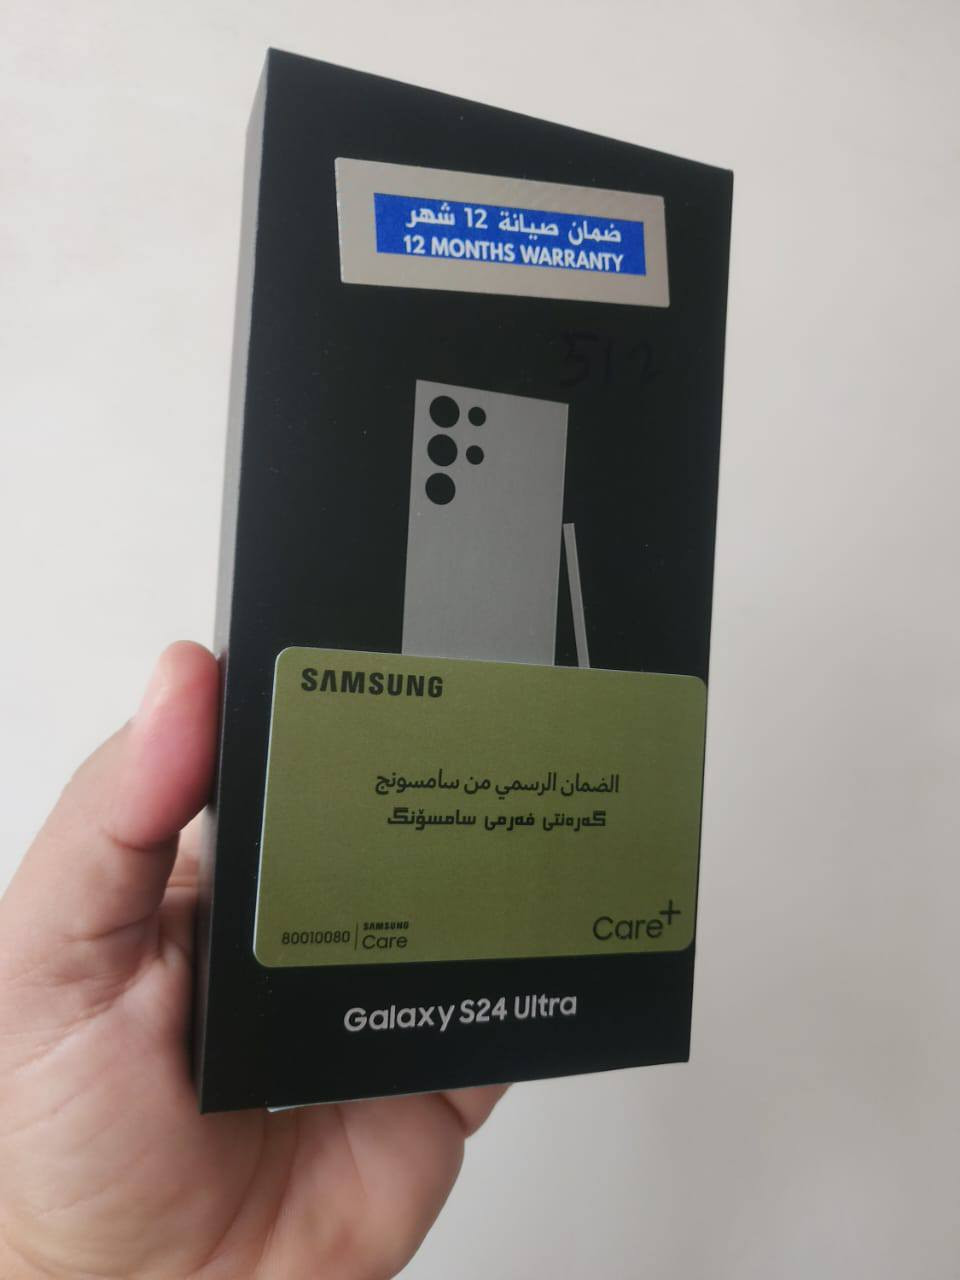 ضمان صيانة 12 شهر
12 MONTHS WARRANTY
512
SAMSUNG
الضمان الرسمي من سامسونج
گەرەنتی فەرمی سامسۆنگ
80010080 | SAMSUNG Care
Care+
Galaxy S24 Ultra